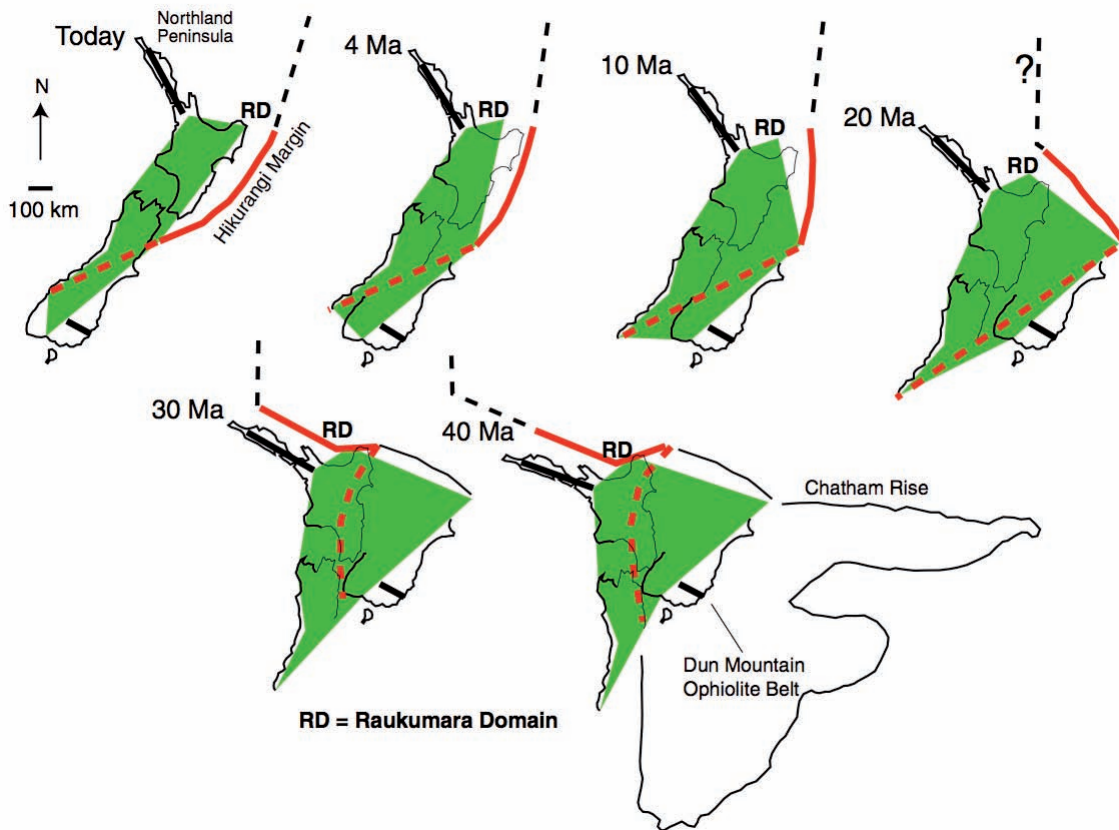 Today
Northland
Peninsula
N
100 km
RD
Hikurangi Margin
4 Ma
RD
10 Ma
RD
20 Ma
RD
?
30 Ma
RD
40 Ma
RD
Chatham Rise
Dun Mountain
Ophiolite Belt
RD = Raukumara Domain